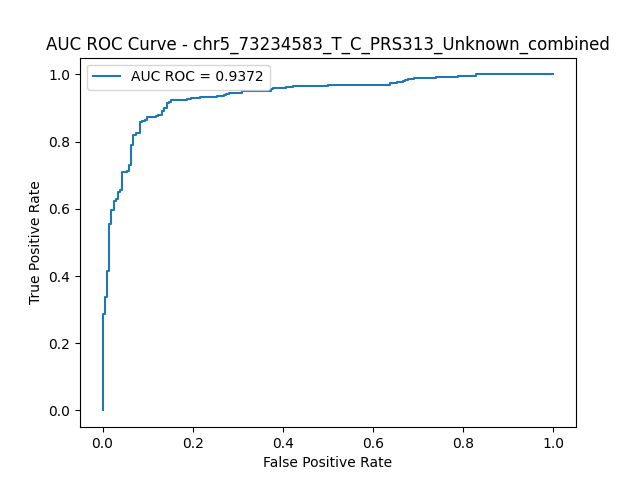 AUC ROC Curve - chr5_73234583_T_C_PRS313_Unknown_combined
AUC ROC = 0.9372
1.0
0.8
0.6
0.4
0.2
0.0
True Positive Rate
0.0 0.2 0.4 0.6 0.8 1.0
False Positive Rate